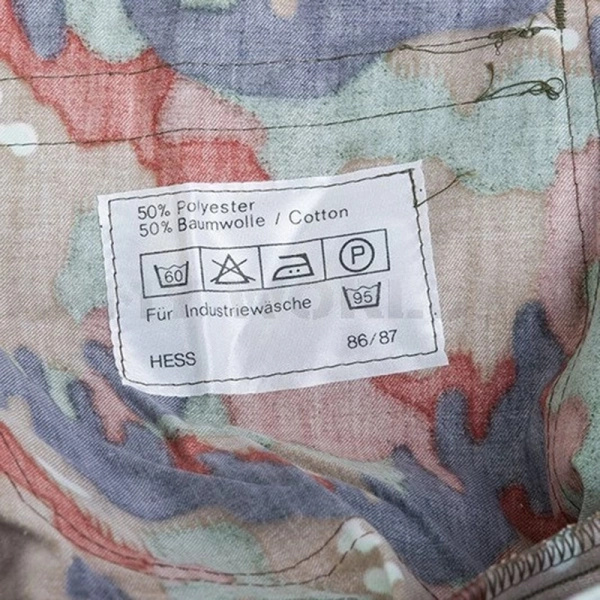 50% Polyester
50% Baumwolle / Cotton
60 P
Für Industriewäsche 95
HESS 86/87